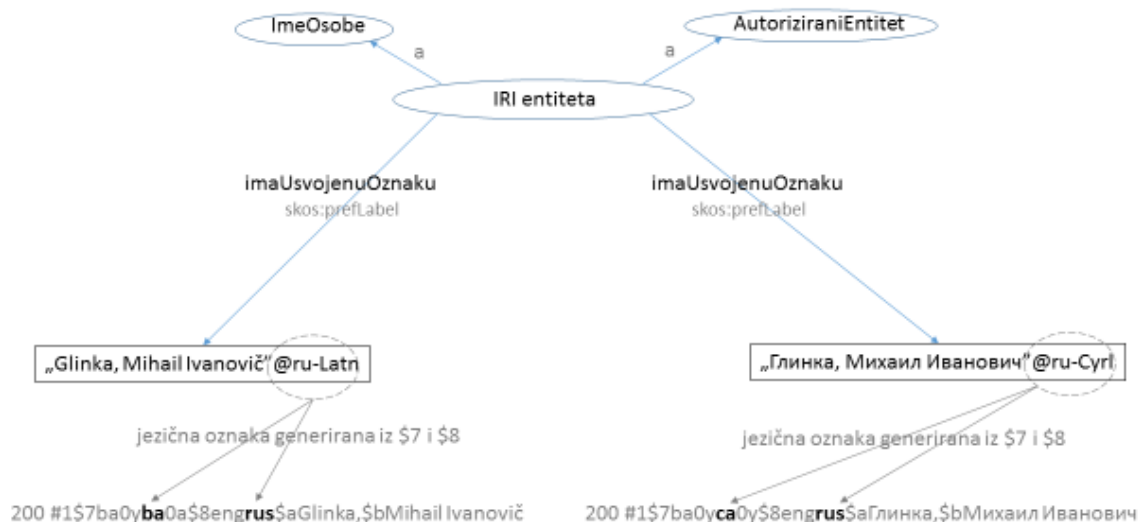 ImeOsobe
AutoriziraniEntitet
a
a
IRI entiteta
imaUsvojenuOznaku
skos:prefLabel
imaUsvojenuOznaku
skos:prefLabel
„Glinka, Mihail Ivanovič"@ru-Latn
„Глинка, Михаил Иванович"@ru-Cyrl
jezična oznaka generirana iz $7 i $8
jezična oznaka generirana iz $7 i $8
200 #1$7ba0yba0a$8engrus$aGlinka,$bMihail Ivanovič
200 #1$7ba0yca0y$8engrus$aГлинка,$bМихаил Иванович